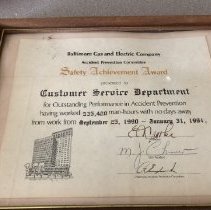 Baltimore Gas and Electric Company
Accident Prevention Committee
Safety Achievement Award
presented to
Customer Service Department
for Outstanding Performance in Accident Prevention
having worked 535,400 man-hours with no days away
from work from September 23, 1980 - January 31, 1981.